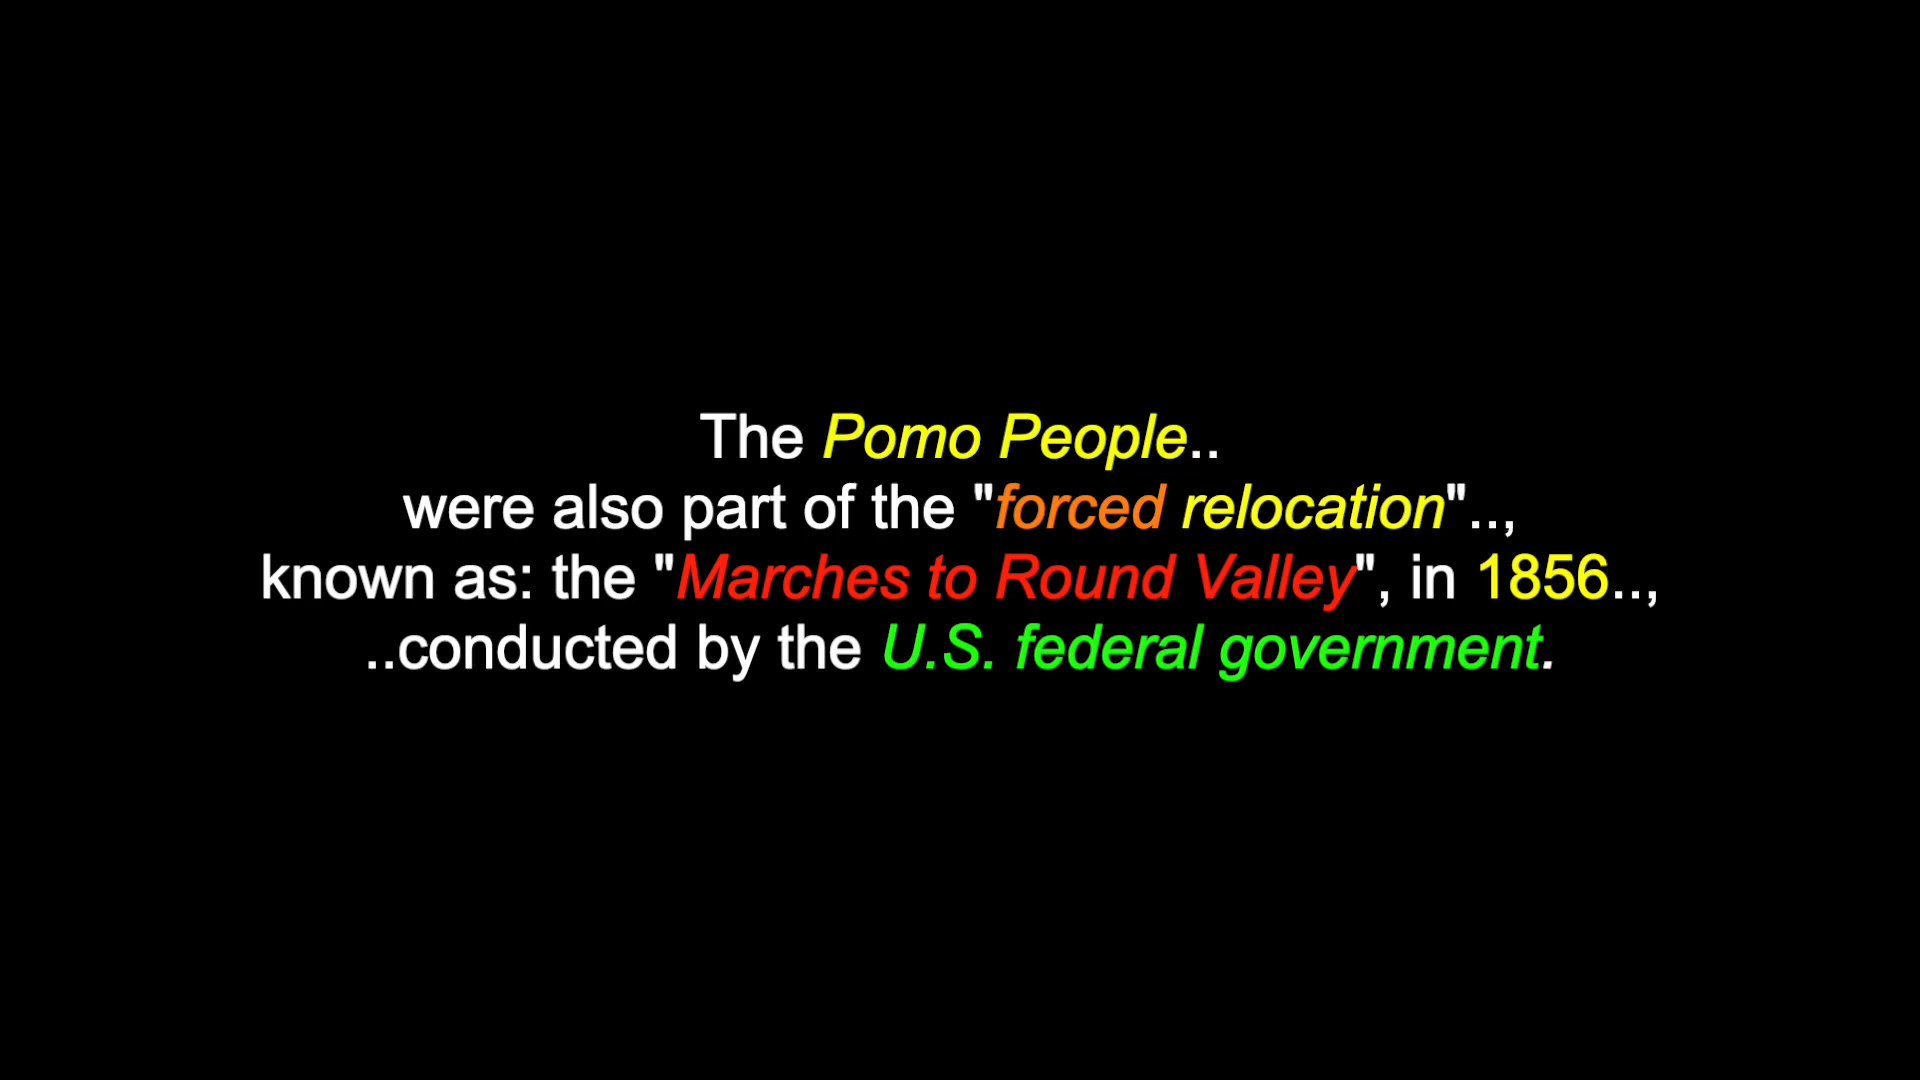 The Pomo People..
were also part of the "forced relocation"..,
known as: the "Marches to Round Valley", in 1856..,
..conducted by the U.S. federal government.